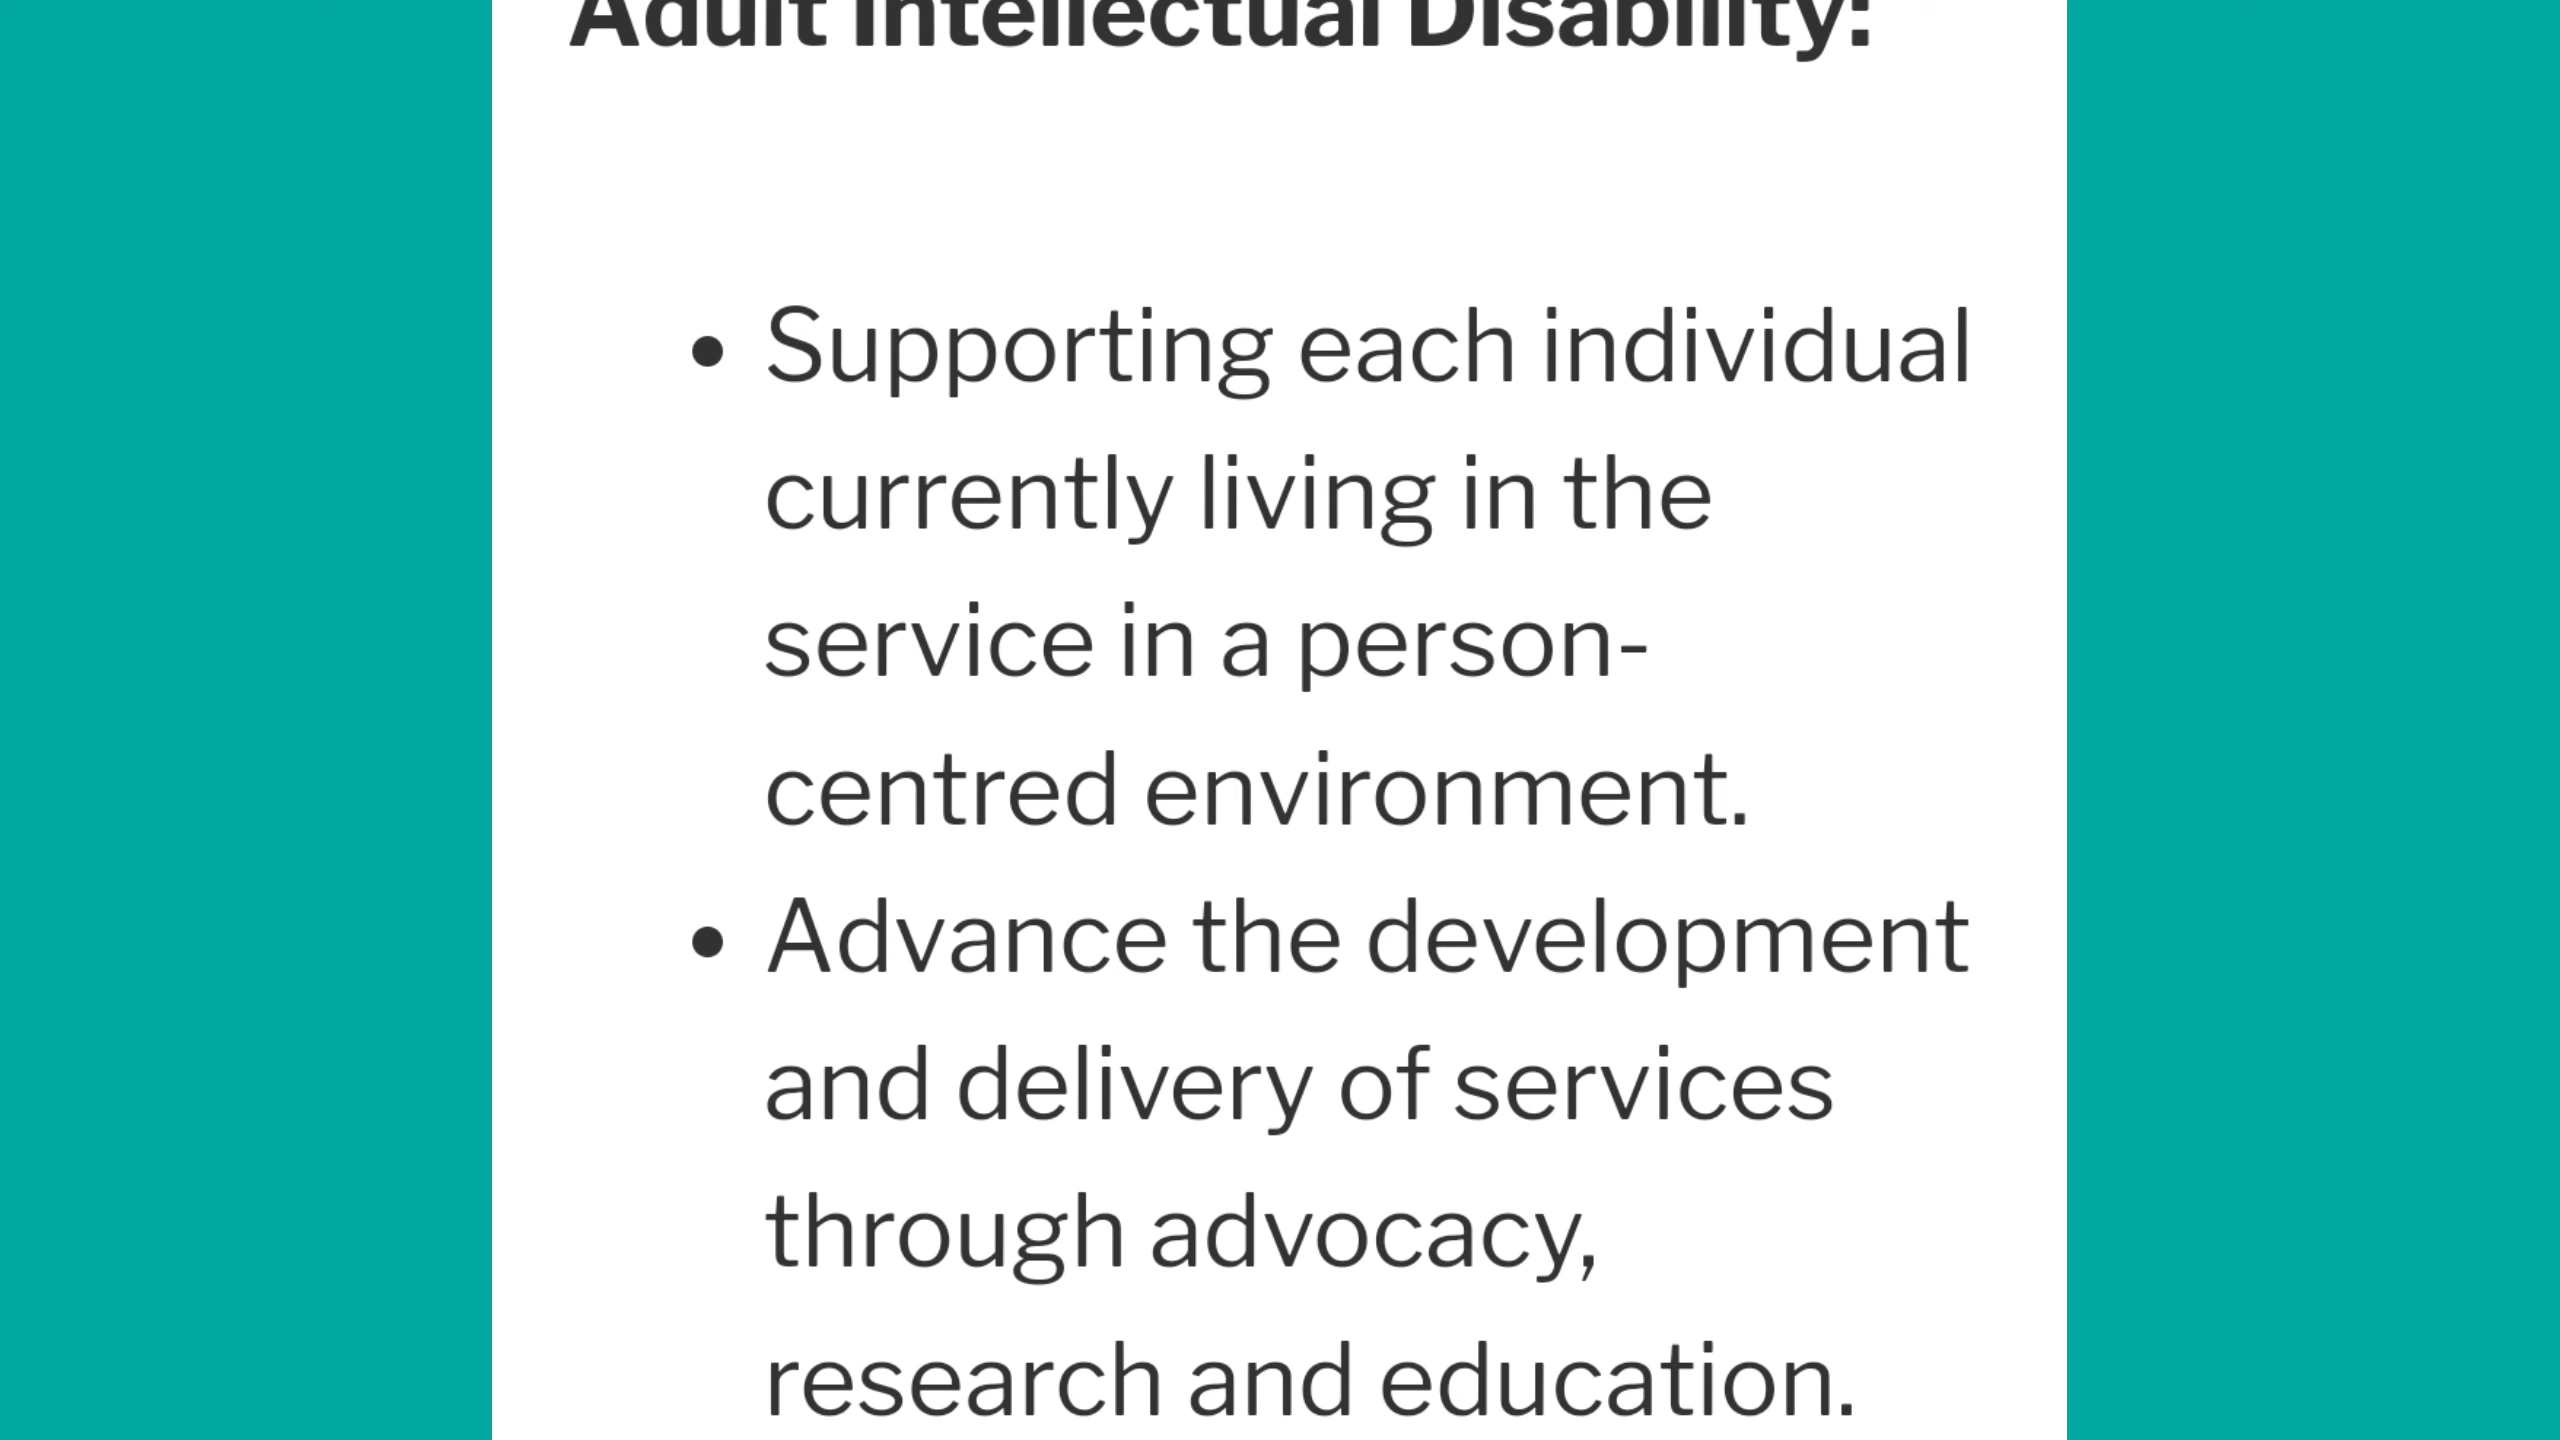 Adult Intellectual Disability:
• Supporting each individual
currently living in the
service in a person-
centred environment.
• Advance the development
and delivery of services
through advocacy,
research and education.